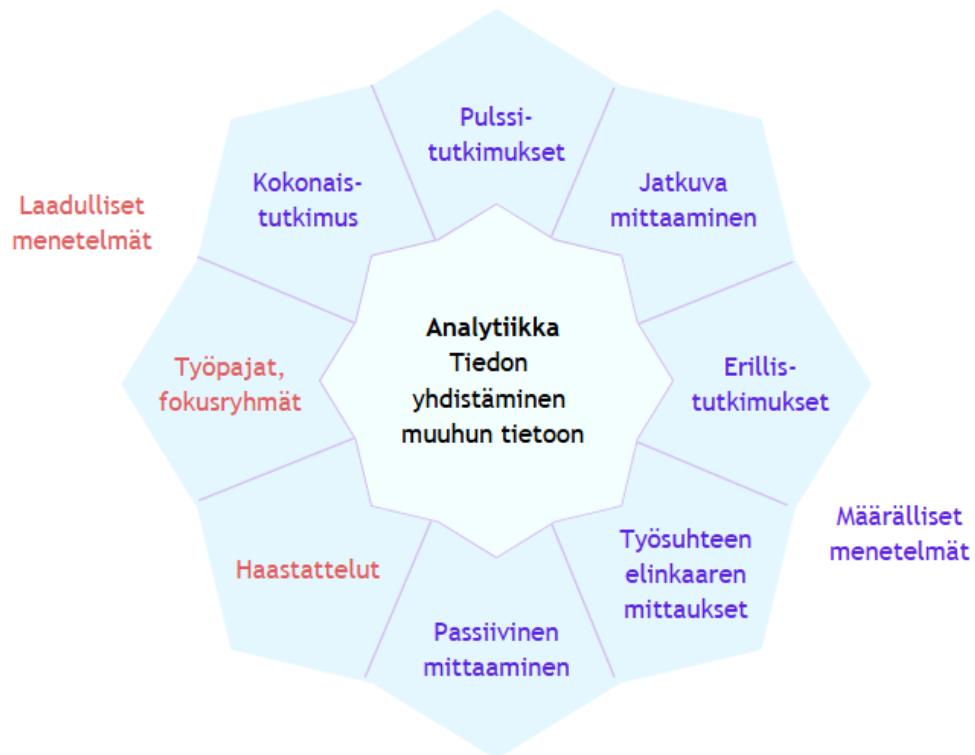 Pulssi-
tutkimukset
Kokonais-
tutkimus
Jatkuva
mittaaminen
Laadulliset
menetelmät
Analytiikka
Tiedon
yhdistäminen
muuhun tietoon
Työpajat,
fokusryhmät
Erillis-
tutkimukset
Määrälliset
menetelmät
Haastattelut
Työsuhteen
elinkaaren
mittaukset
Passiivinen
mittaaminen